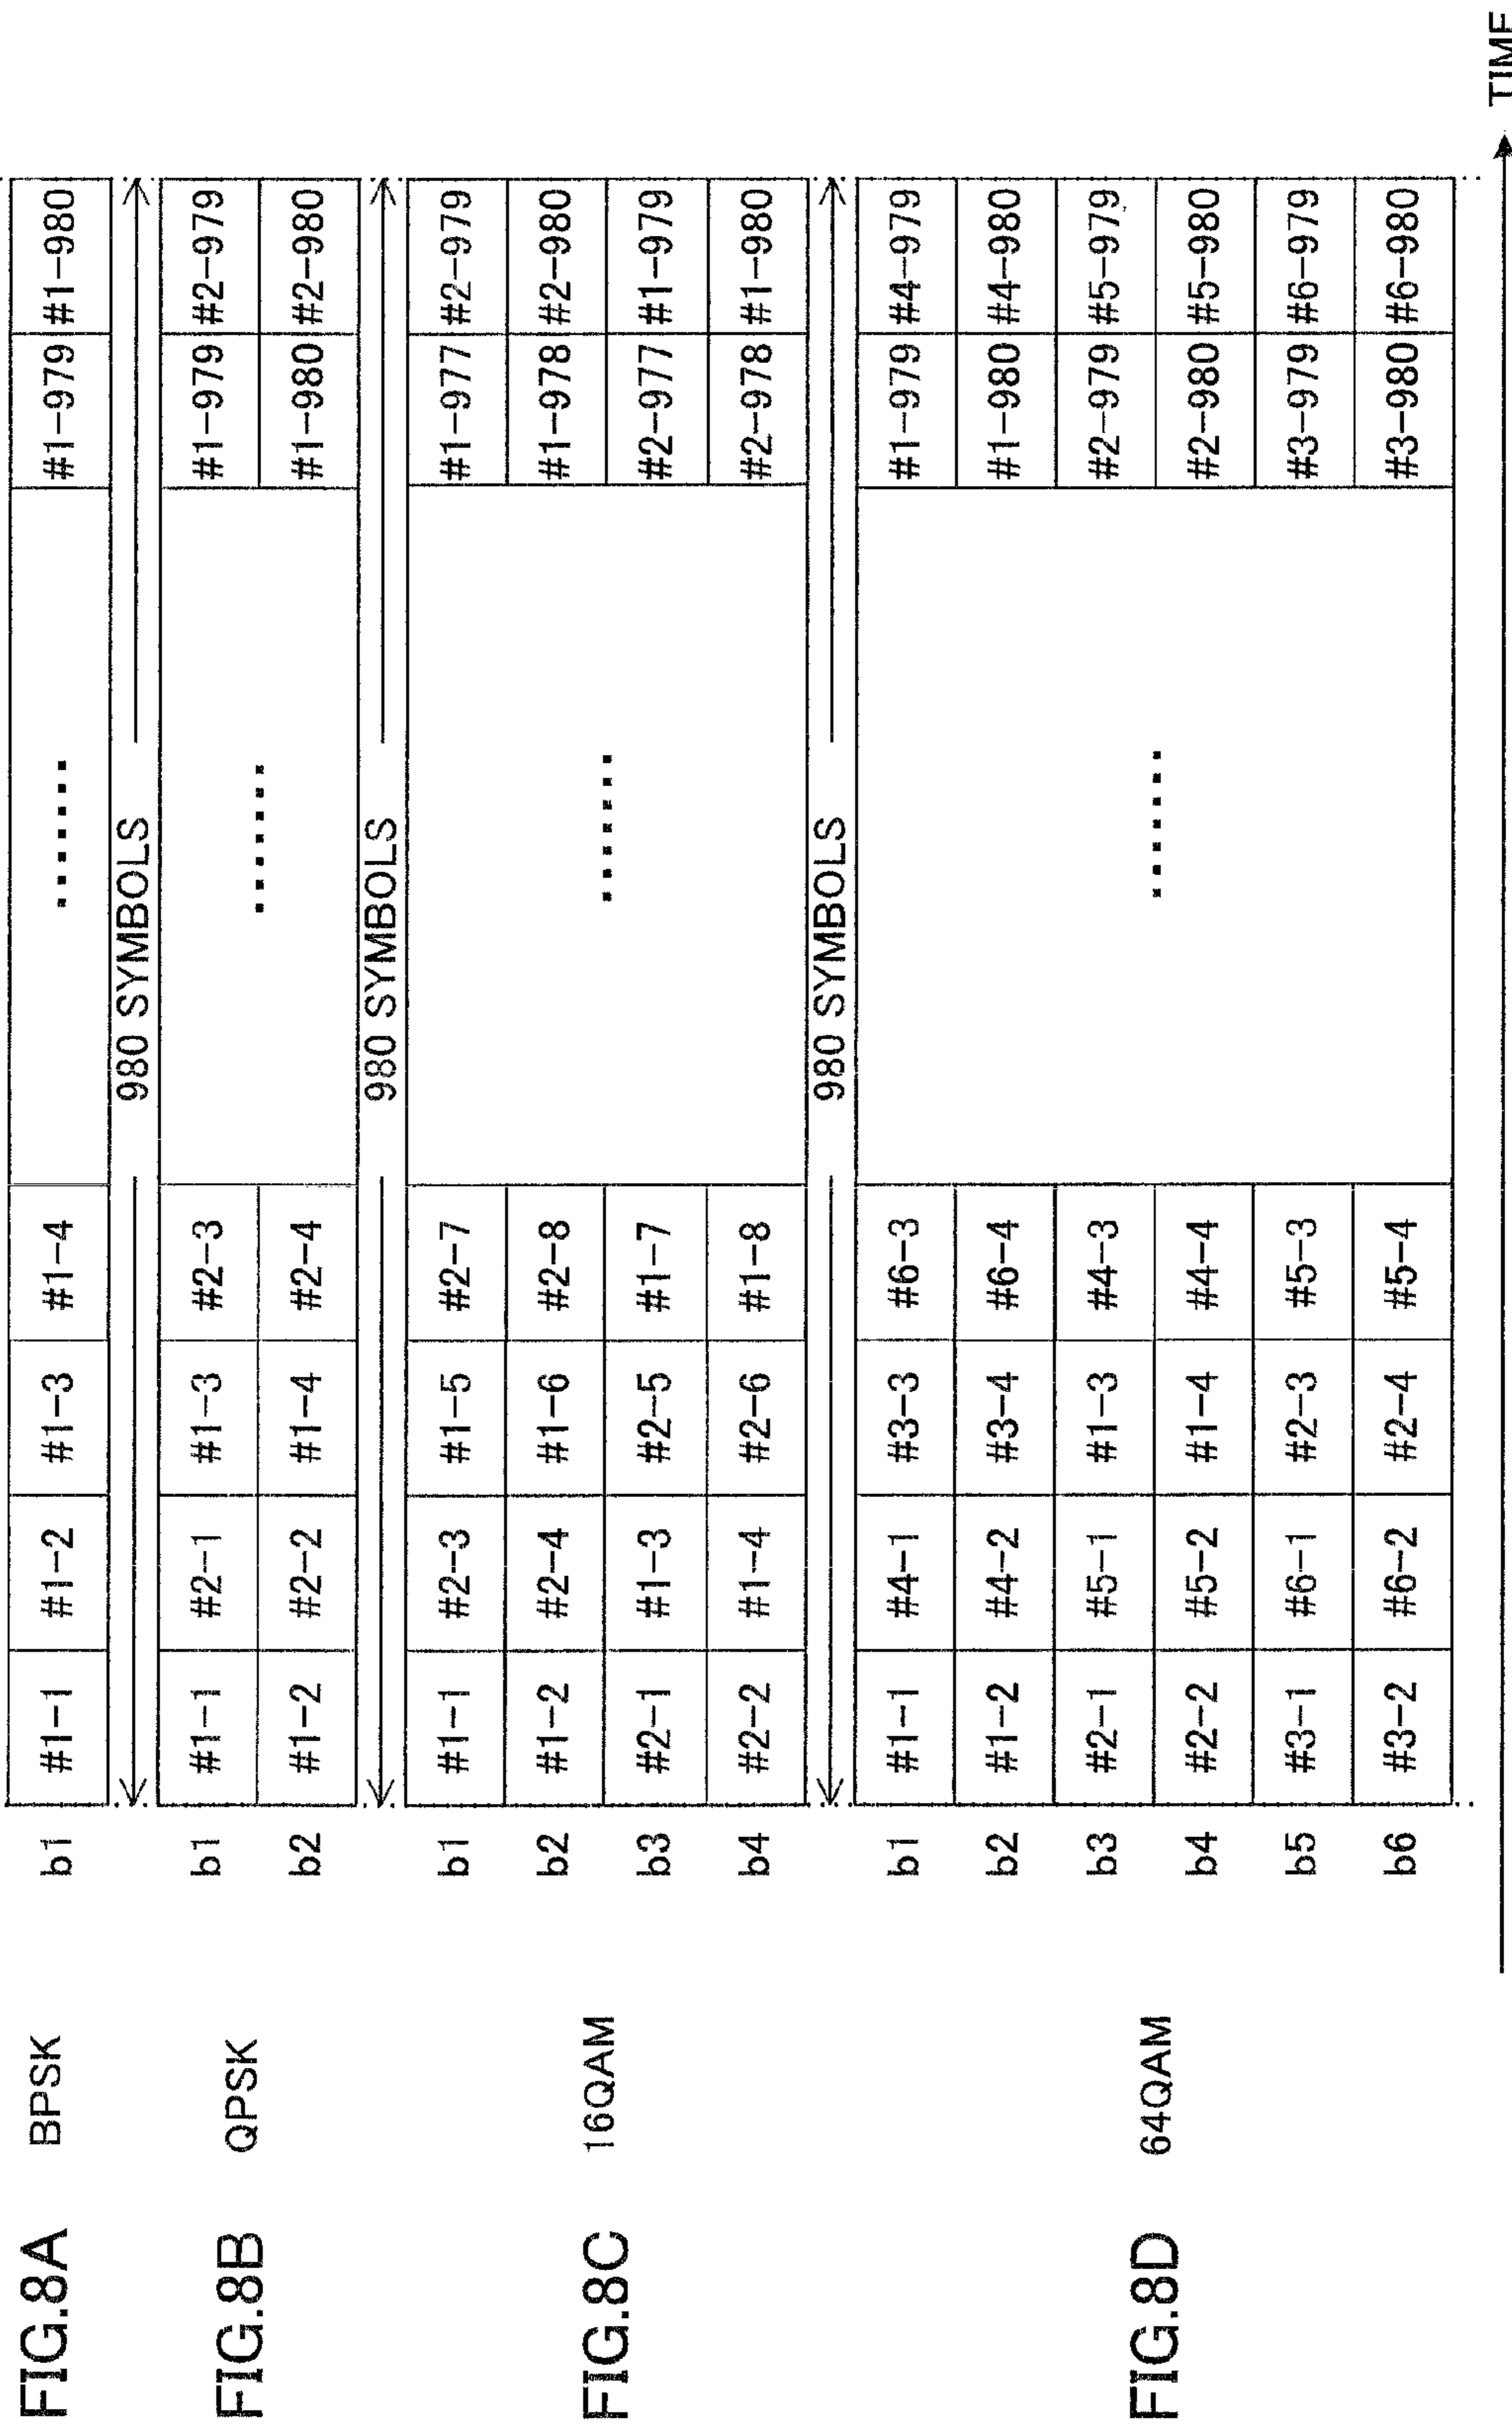 FIG.8A BPSK b1 #1-1 #1-2 #1-3 #1-4 ....... #1-979 #1-980
980 SYMBOLS
FIG.8B QPSK
b1 #1-1 #2-1 #1-3 #2-3 ....... #1-979 #2-979
b2 #1-2 #2-2 #1-4 #2-4 #1-980 #2-980
980 SYMBOLS
FIG.8C 16QAM
b1 #1-1 #2-3 #1-5 #2-7 ....... #1-977 #2-979
b2 #1-2 #2-4 #1-6 #2-8 #1-978 #2-980
b3 #2-1 #1-3 #2-5 #1-7 #2-977 #1-979
b4 #2-2 #1-4 #2-6 #1-8 #2-978 #1-980
980 SYMBOLS
FIG.8D 64QAM
b1 #1-1 #4-1 #3-3 #6-3 ....... #1-979 #4-979
b2 #1-2 #4-2 #3-4 #6-4 #1-980 #4-980
b3 #2-1 #5-1 #1-3 #4-3 #2-979 #5-979
b4 #2-2 #5-2 #1-4 #4-4 #2-980 #5-980
b5 #3-1 #6-1 #2-3 #5-3 #3-979 #6-979
b6 #3-2 #6-2 #2-4 #5-4 #3-980 #6-980
TIME